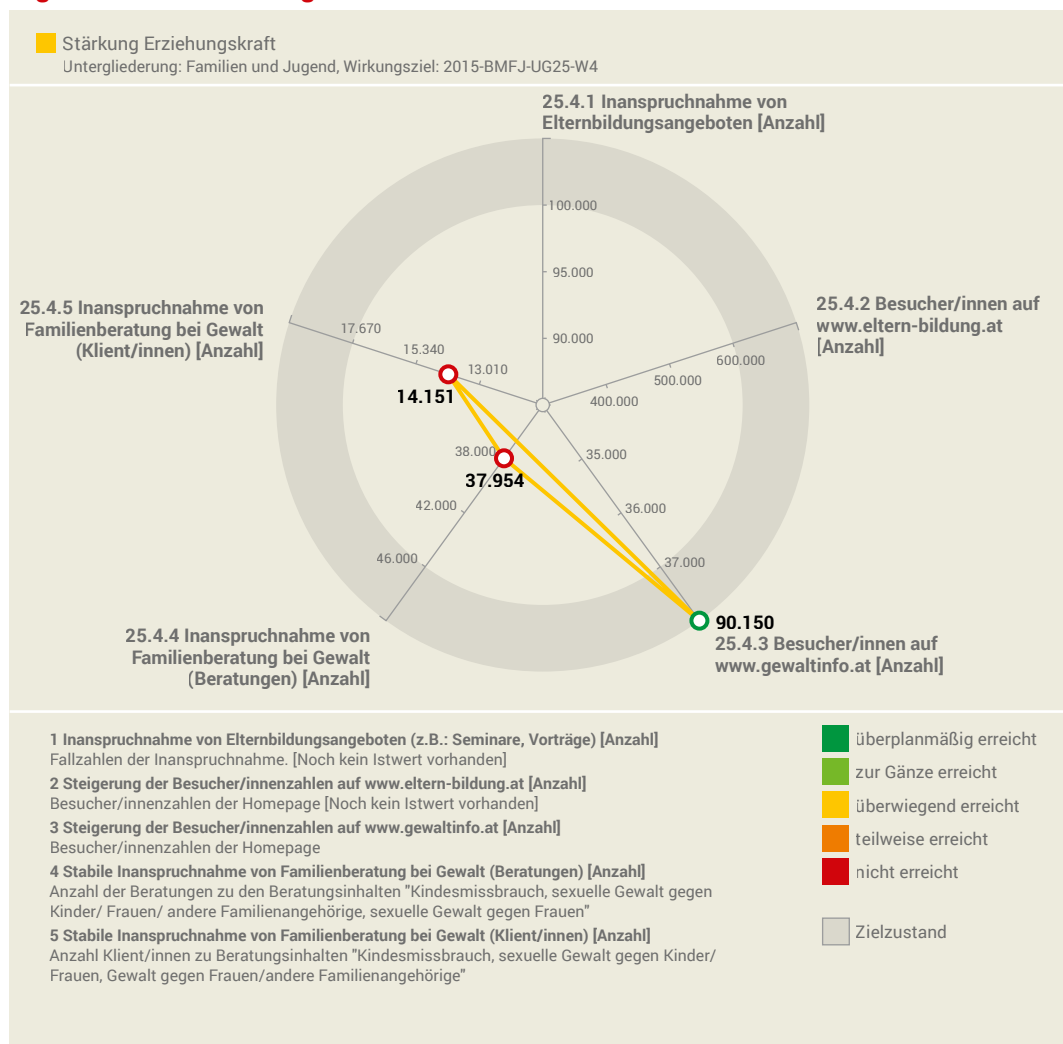 Stärkung Erziehungskraft
Untergliederung: Familien und Jugend, Wirkungsziel: 2015-BMFJ-UG25-W4
25.4.1 Inanspruchnahme von
Elternbildungsangeboten [Anzahl]
100.000
95.000
90.000
25.4.2 Besucher/innen auf
www.eltern-bildung.at
[Anzahl]
600.000
500.000
400.000
25.4.5 Inanspruchnahme von
Familienberatung bei Gewalt
(Klient/innen) [Anzahl]
17.670
15.340
13.010
14.151
38.000
37.954
42.000
46.000
35.000
36.000
37.000
90.150
25.4.3 Besucher/innen auf
www.gewaltinfo.at [Anzahl]
25.4.4 Inanspruchnahme von
Familienberatung bei Gewalt
(Beratungen) [Anzahl]
1 Inanspruchnahme von Elternbildungsangeboten (z.B.: Seminare, Vorträge) [Anzahl]
Fallzahlen der Inanspruchnahme. [Noch kein Istwert vorhanden]
2 Steigerung der Besucher/innenzahlen auf www.eltern-bildung.at [Anzahl]
Besucher/innenzahlen der Homepage [Noch kein Istwert vorhanden]
3 Steigerung der Besucher/innenzahlen auf www.gewaltinfo.at [Anzahl]
Besucher/innenzahlen der Homepage
4 Stabile Inanspruchnahme von Familienberatung bei Gewalt (Beratungen) [Anzahl]
Anzahl der Beratungen zu den Beratungsinhalten "Kindesmissbrauch, sexuelle Gewalt gegen
Kinder/ Frauen/ andere Familienangehörige, sexuelle Gewalt gegen Frauen"
5 Stabile Inanspruchnahme von Familienberatung bei Gewalt (Klient/innen) [Anzahl]
Anzahl Klient/innen zu Beratungsinhalten "Kindesmissbrauch, sexuelle Gewalt gegen Kinder/
Frauen, Gewalt gegen Frauen/andere Familienangehörige"
überplanmäßig erreicht
zur Gänze erreicht
überwiegend erreicht
teilweise erreicht
nicht erreicht
Zielzustand